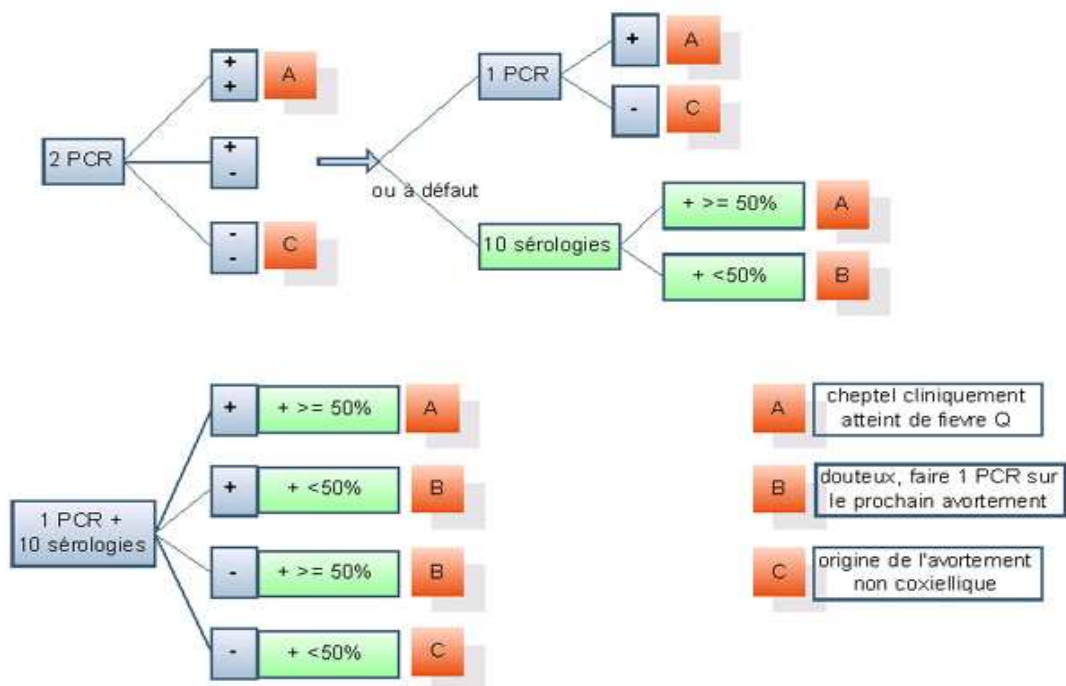 2 PCR
+
+
A
+
-
-
-
C
ou à défaut
1 PCR
+
A
-
C
10 sérologies
+ >= 50%
A
+ <50%
B
1 PCR +
10 sérologies
+
+ >= 50%
A
+
+ <50%
B
-
+ >= 50%
B
-
+ <50%
C
A
cheptel cliniquement
atteint de fievre Q
B
douteux, faire 1 PCR sur
le prochain avortement
C
origine de l'avortement
non coxiellique